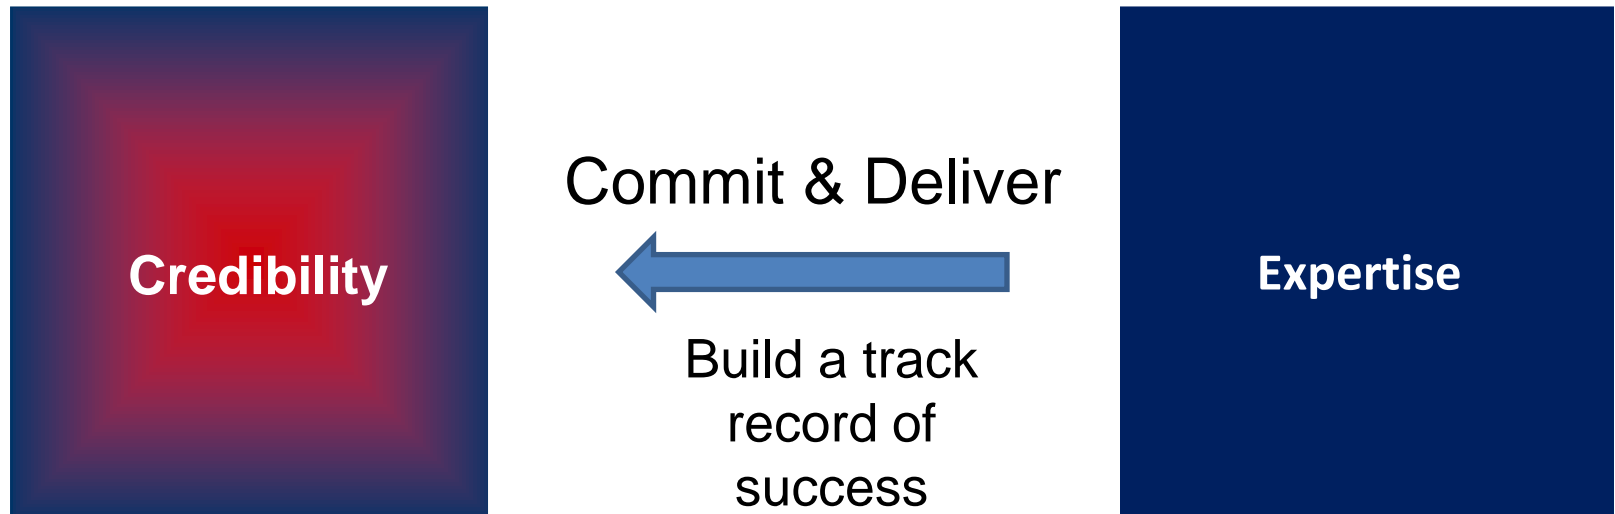 Credibility
Commit & Deliver
Build a track
record of
success
Expertise